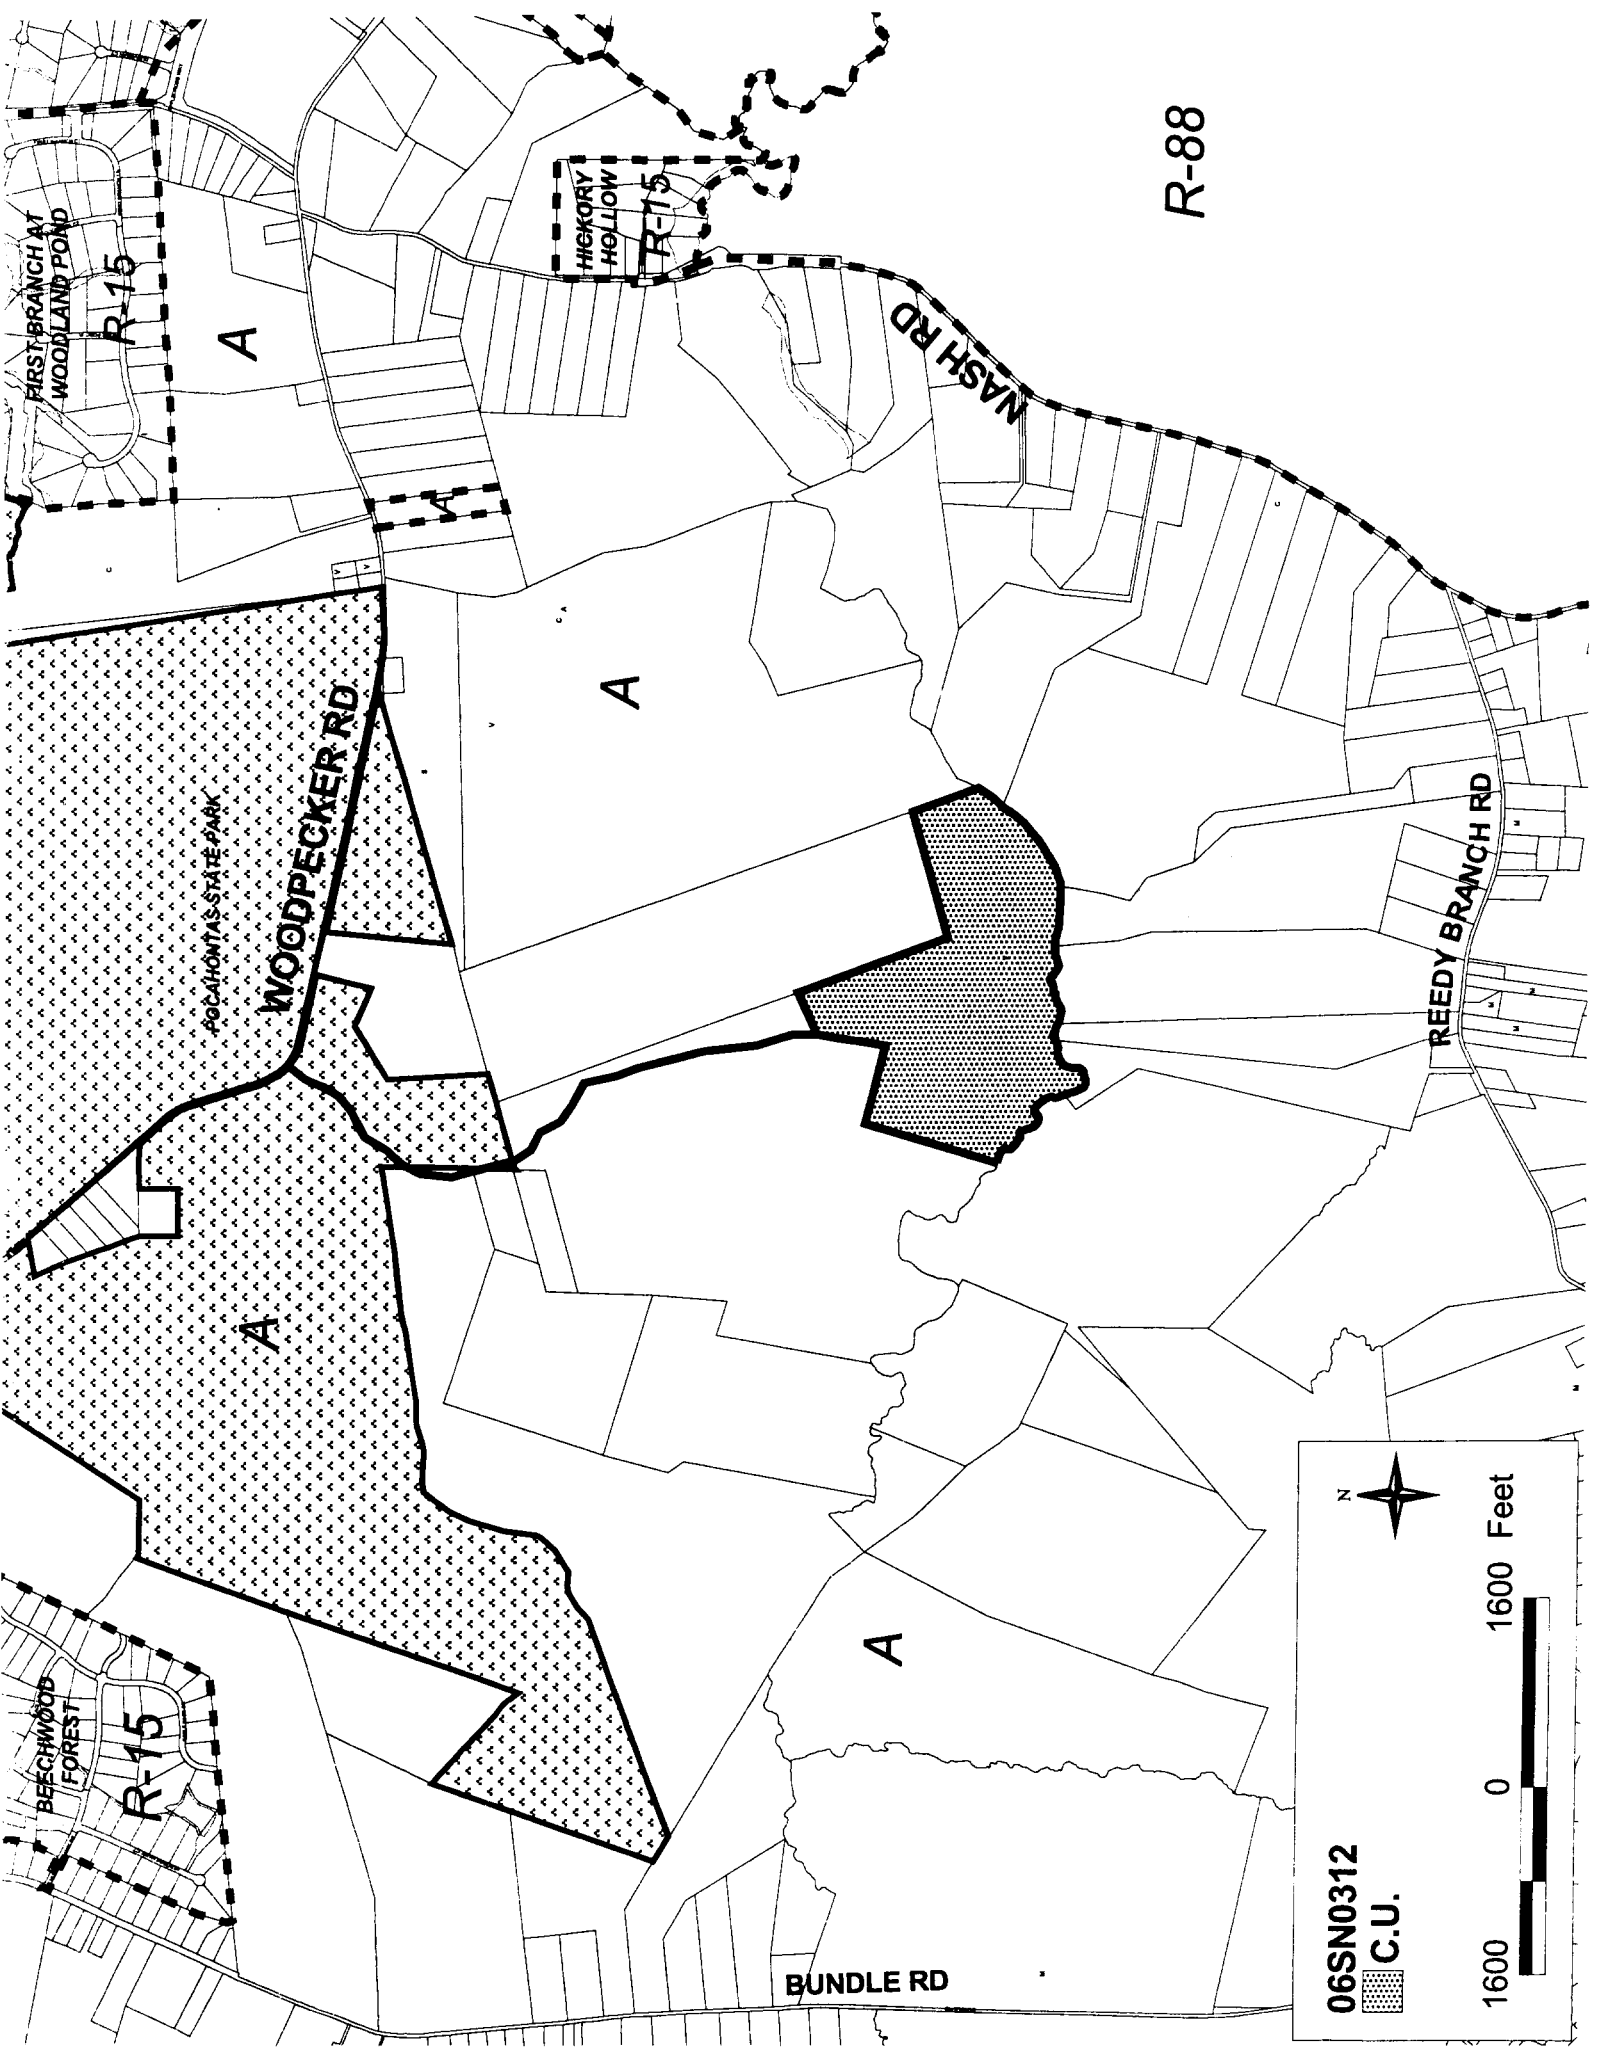 FIRST BRANCH AT
WOODLAND POND
R-15
A
HICKORY
HOLLOW
R-15
R-88
NASH RD
A
POCAHONTAS STATE PARK
WOODPECKER RD
A
REEDY BRANCH RD
A
BEECHWOOD
FOREST
R-15
A
BUNDLE RD
06SN0312
C.U.
N
1600 0 1600 Feet